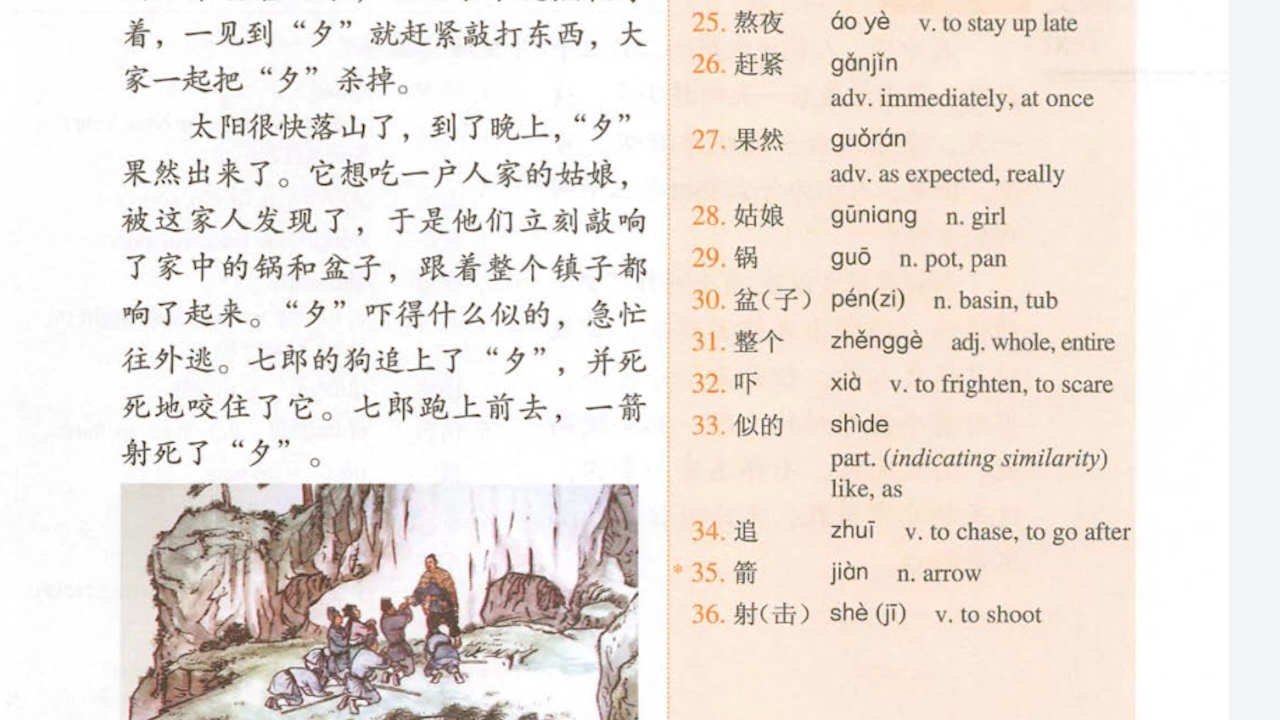 着，一见到“夕”就赶紧敲打东西，大
家一起把“夕”杀掉。
太阳很快落山了，到了晚上，“夕”
果然出来了。它想吃一户人家的姑娘，
被这家人发现了，于是他们立刻敲响
了家中的锅和盆子，跟着整个镇子都
响了起来。“夕”吓得什么似的，急忙
往外逃。七郎的狗追上了“夕”，并死
死地咬住了它。七郎跑上前去，一箭
射死了“夕”。
25. 熬夜 áo yè v. to stay up late
26. 赶紧 gǎnjǐn
adv. immediately, at once
27. 果然 guǒrán
adv. as expected, really
28. 姑娘 gūniang n. girl
29. 锅 guō n. pot, pan
30. 盆(子) pén(zi) n. basin, tub
31. 整个 zhěnggè adj. whole, entire
32. 吓 xià v. to frighten, to scare
33. 似的 shìde
part. (indicating similarity)
like, as
34. 追 zhuī v. to chase, to go after
* 35. 箭 jiàn n. arrow
36. 射(击) shè (jī) v. to shoot